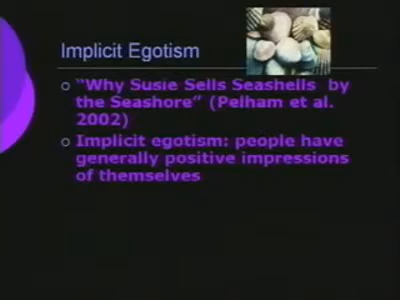 Implicit Egotism
“Why Susie Sells Seashells by
the Seashore” (Pelham et al.
2002)
Implicit egotism: people have
generally positive impressions
of themselves